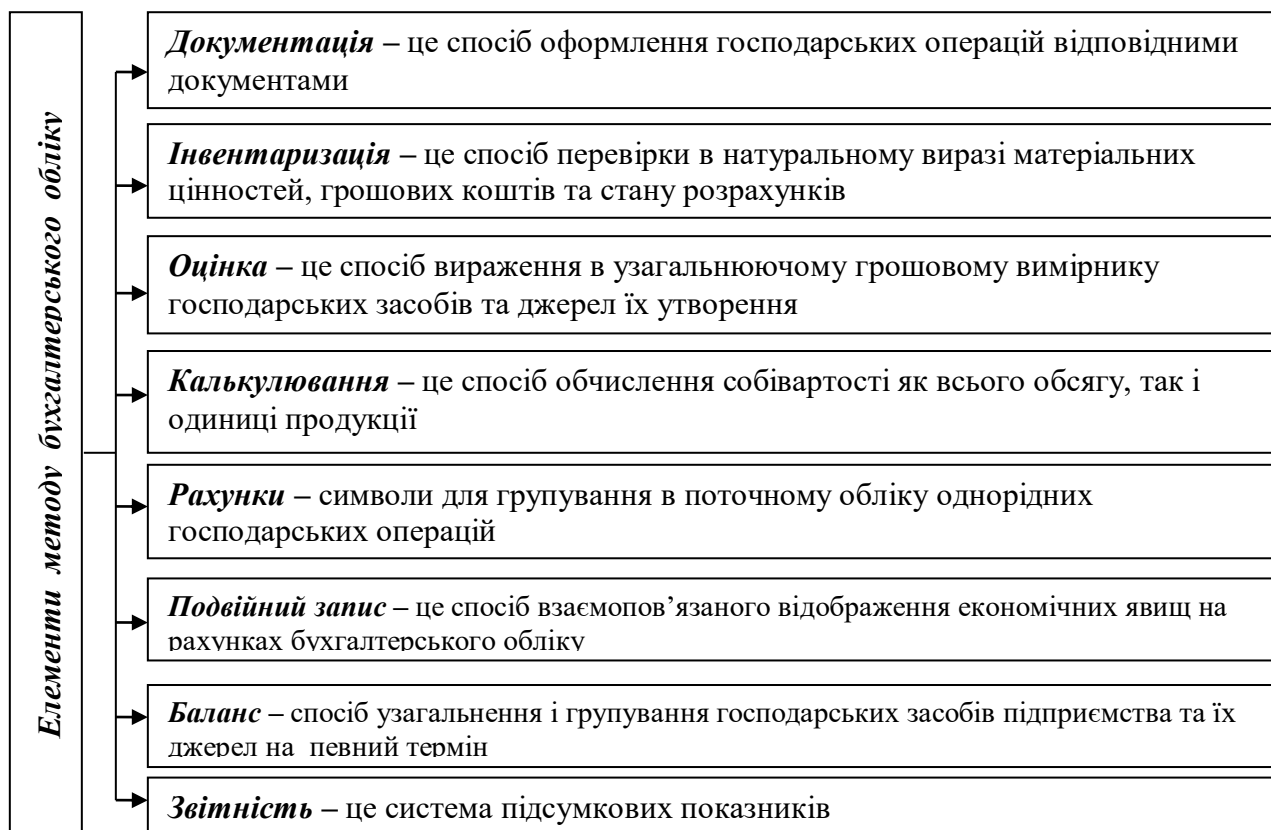 Елементи методу бухгалтерського обліку
Документація – це спосіб оформлення господарських операцій відповідними
документами
Інвентаризація – це спосіб перевірки в натуральному виразі матеріальних
цінностей, грошових коштів та стану розрахунків
Оцінка – це спосіб вираження в узагальнюючому грошовому вимірнику
господарських засобів та джерел їх утворення
Калькулювання – це спосіб обчислення собівартості як всього обсягу, так і
одиниці продукції
Рахунки – символи для групування в поточному обліку однорідних
господарських операцій
Подвійний запис – це спосіб взаємопов’язаного відображення економічних явищ на
рахунках бухгалтерського обліку
Баланс – спосіб узагальнення і групування господарських засобів підприємства та їх
джерел на певний термін
Звітність – це система підсумкових показників